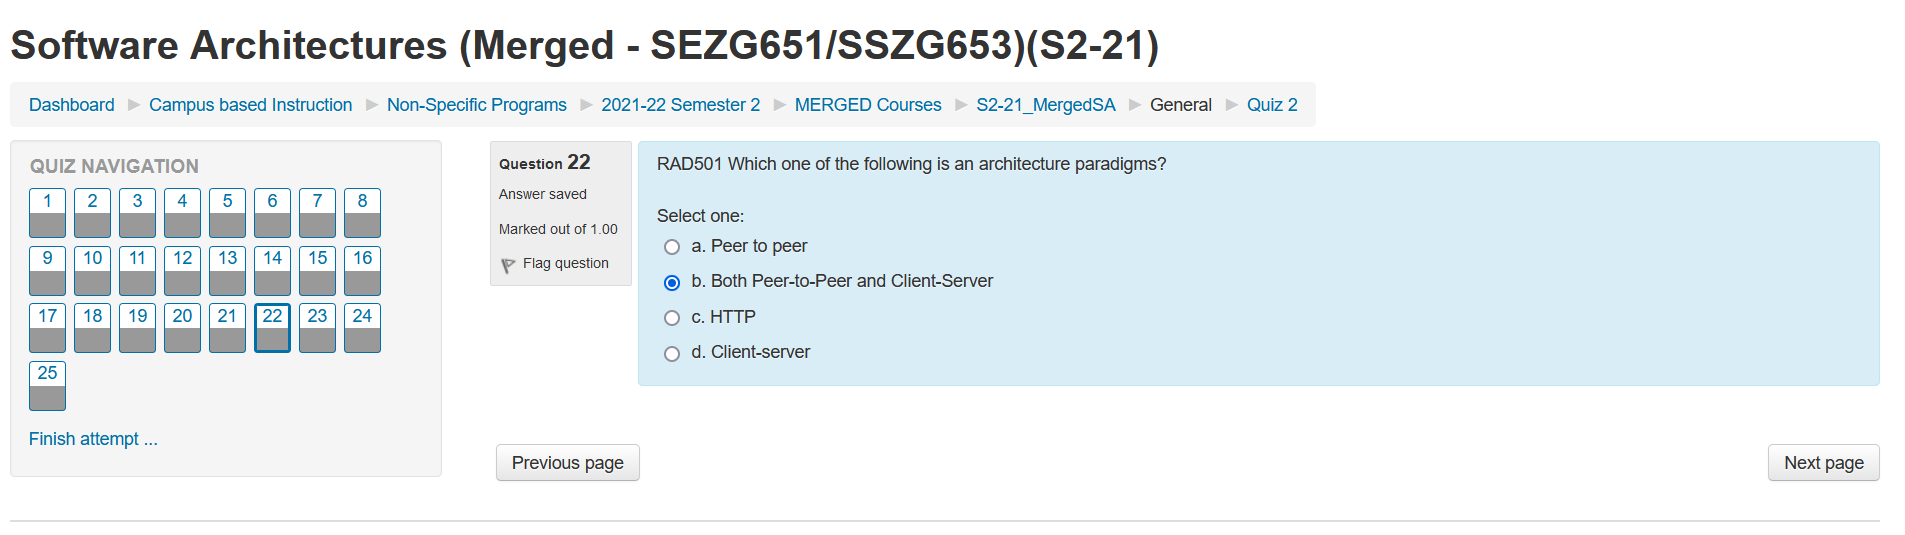 Software Architectures (Merged - SEZG651/SSZG653)(S2-21)
Dashboard Campus based Instruction Non-Specific Programs 2021-22 Semester 2 MERGED Courses S2-21_MergedSA General Quiz 2
QUIZ NAVIGATION
1 2 3 4 5 6 7 8
9 10 11 12 13 14 15 16
17 18 19 20 21 22 23 24
25
Finish attempt ...
Question 22
Answer saved
Marked out of 1.00
Flag question
RAD501 Which one of the following is an architecture paradigms?
Select one:
a. Peer to peer
b. Both Peer-to-Peer and Client-Server
c. HTTP
d. Client-server
Previous page
Next page